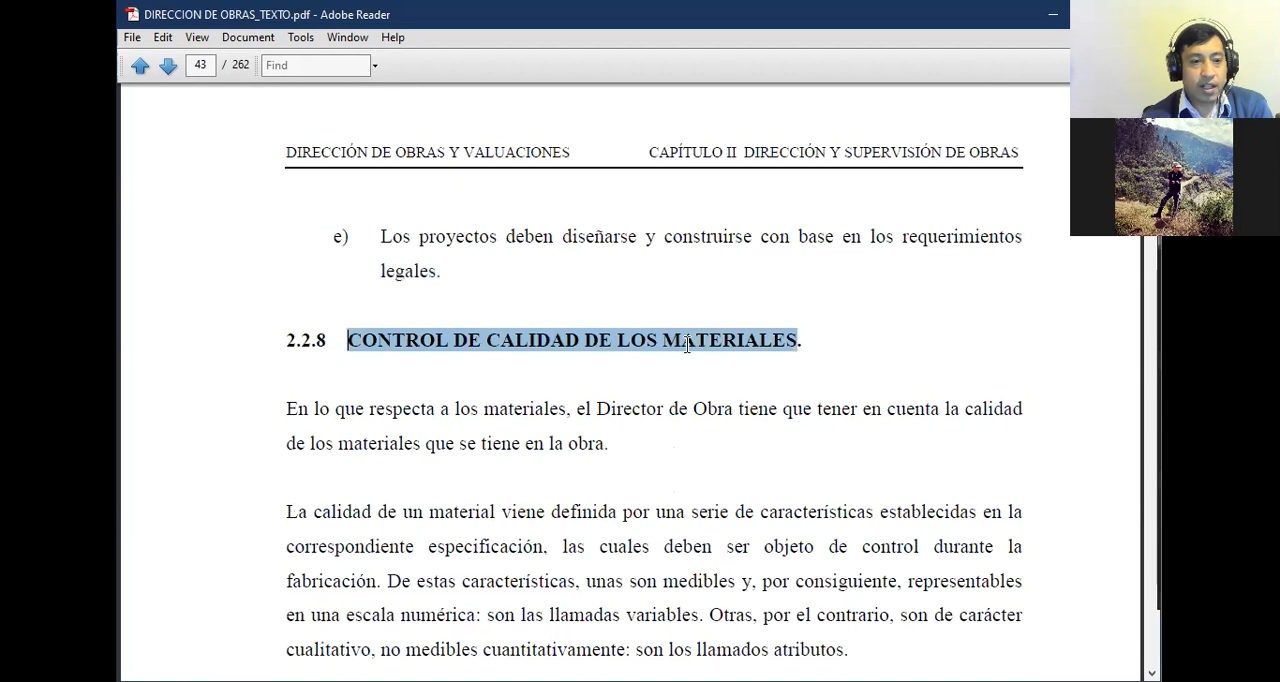 DIRECCION DE OBRAS_TEXTO.pdf - Adobe Reader
File Edit View Document Tools Window Help
43 / 262 Find
DIRECCIÓN DE OBRAS Y VALUACIONES CAPÍTULO II DIRECCIÓN Y SUPERVISIÓN DE OBRAS
e) Los proyectos deben diseñarse y construirse con base en los requerimientos
legales.
2.2.8 CONTROL DE CALIDAD DE LOS MATERIALES.
En lo que respecta a los materiales, el Director de Obra tiene que tener en cuenta la calidad
de los materiales que se tiene en la obra.
La calidad de un material viene definida por una serie de características establecidas en la
correspondiente especificación, las cuales deben ser objeto de control durante la
fabricación. De estas características, unas son medibles y, por consiguiente, representables
en una escala numérica: son las llamadas variables. Otras, por el contrario, son de carácter
cualitativo, no medibles cuantitativamente: son los llamados atributos.